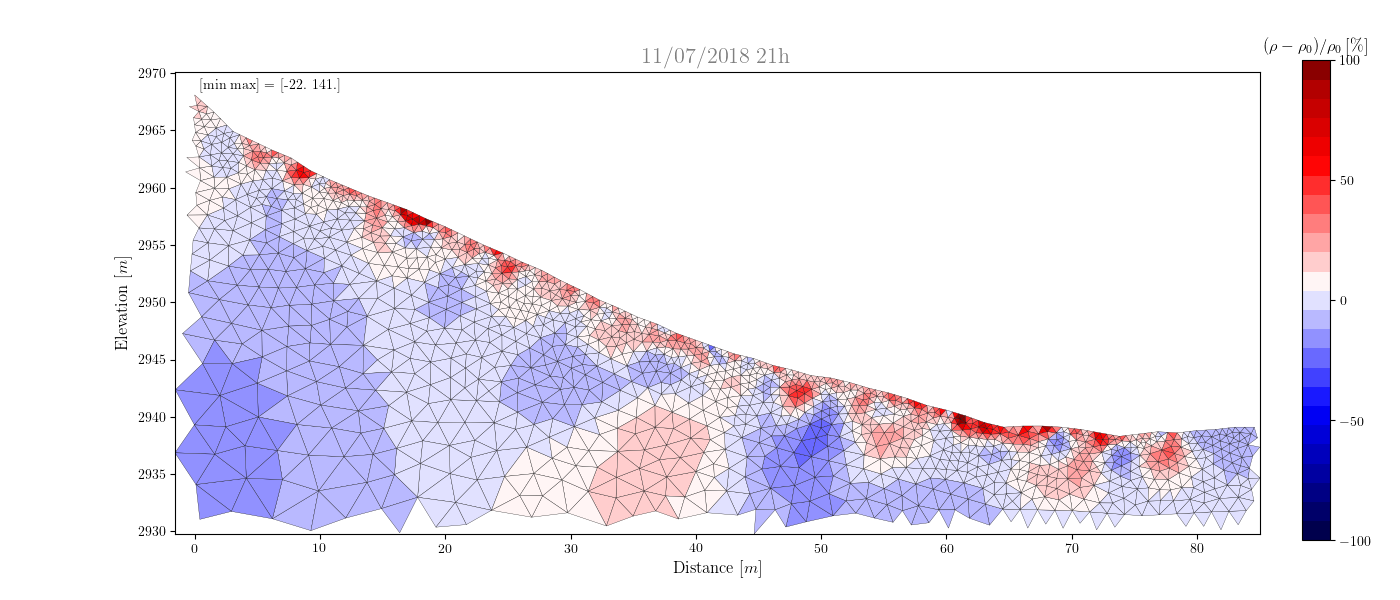 11/07/2018 21h
(ρ − ρ0)/ρ0 [%]
[min max] = [-22. 141.]
Elevation [m]
2970
2965
2960
2955
2950
2945
2940
2935
2930
0 10 20 30 40 50 60 70 80
Distance [m]
100
50
0
−50
−100